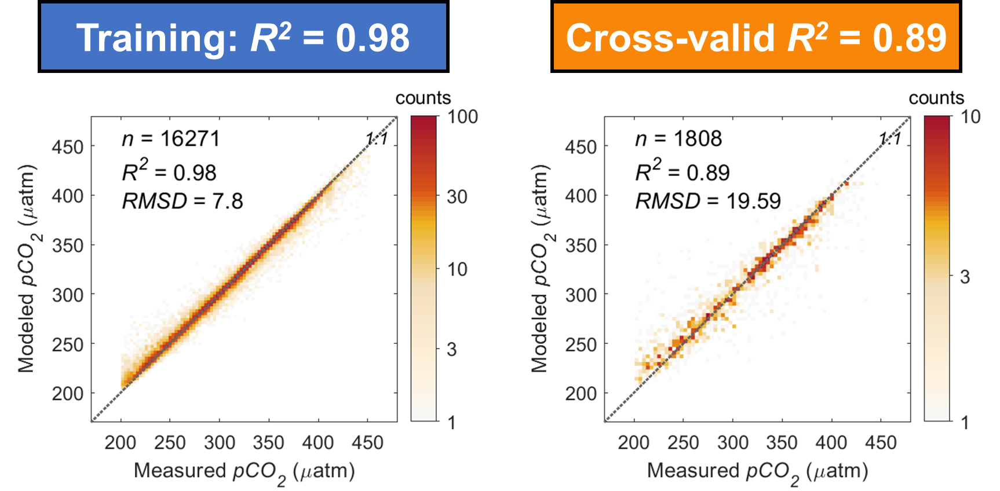 Training: R² = 0.98
counts
n = 16271
R² = 0.98
RMSD = 7.8
1:1
450
400
350
300
250
200
Modeled pCO₂ (μatm)
200 250 300 350 400 450
Measured pCO₂ (μatm)
100
30
10
3
1
Cross-valid R² = 0.89
counts
n = 1808
R² = 0.89
RMSD = 19.59
1:1
450
400
350
300
250
200
Modeled pCO₂ (μatm)
200 250 300 350 400 450
Measured pCO₂ (μatm)
10
3
1